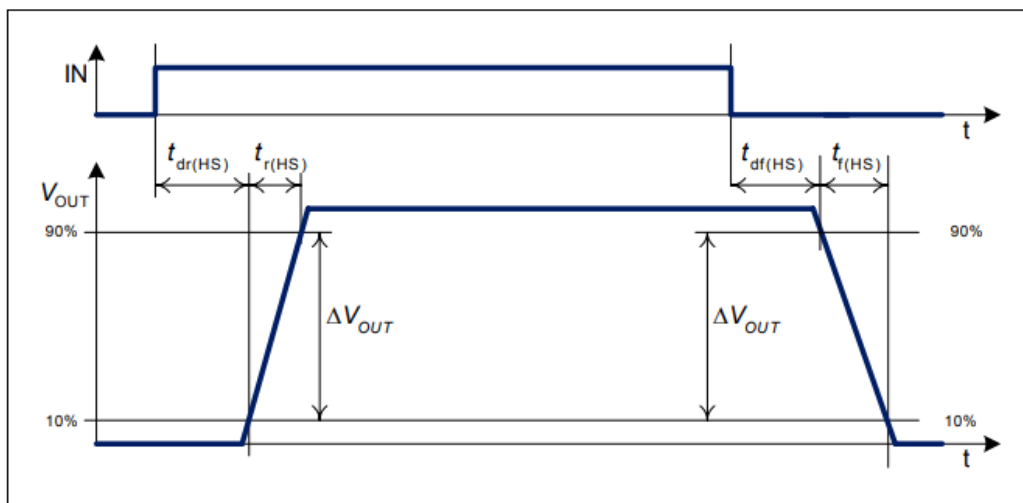 IN
t
tdr(HS) tr(HS) tdf(HS) tf(HS)
VOUT
90% 90%
ΔVOUT ΔVOUT
10% 10%
t